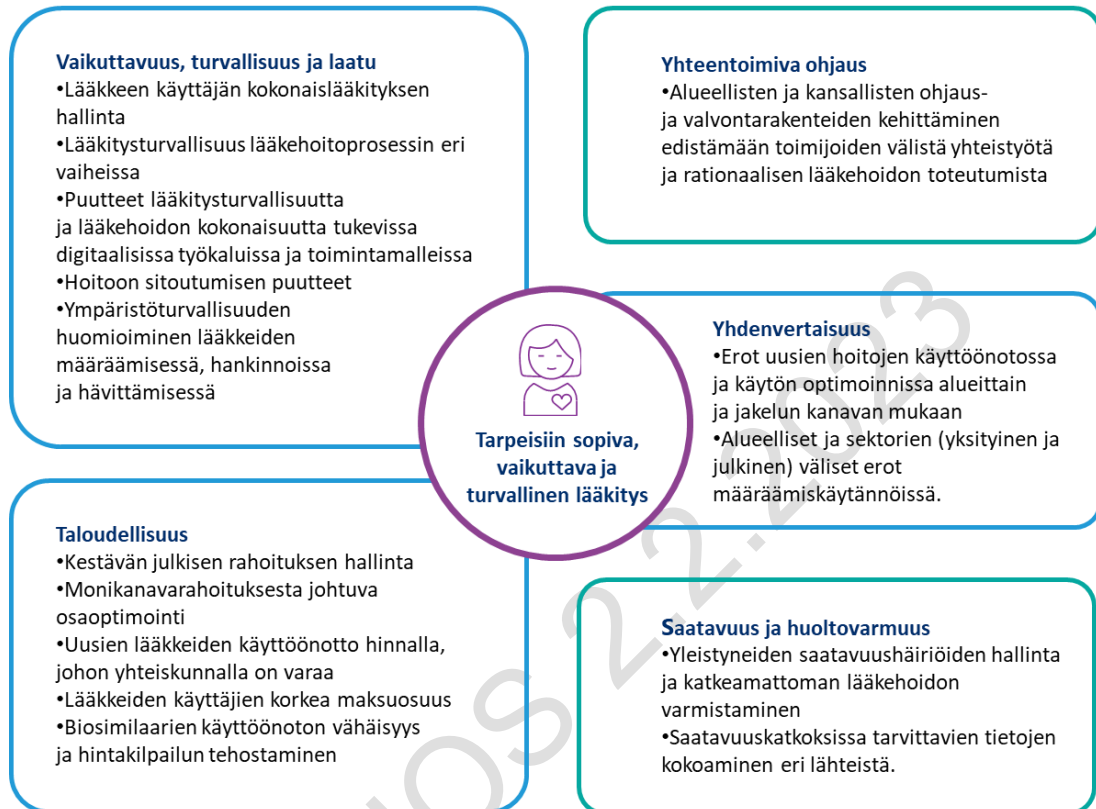 Vaikuttavuus, turvallisuus ja laatu
•Lääkkeen käyttäjän kokonaislääkityksen
hallinta
•Lääkitysturvallisuus lääkehoitoprosessin eri
vaiheissa
•Puutteet lääkitysturvallisuutta
ja lääkehoidon kokonaisuutta tukevissa
digitaalisissa työkaluissa ja toimintamalleissa
•Hoitoon sitoutumisen puutteet
•Ympäristöturvallisuuden
huomioiminen lääkkeiden
määräämisessä, hankinnoissa
ja hävittämisessä
Yhteentoimiva ohjaus
•Alueellisten ja kansallisten ohjaus-
ja valvontarakenteiden kehittäminen
edistämään toimijoiden välistä yhteistyötä
ja rationaalisen lääkehoidon toteutumista
Tarpeisiin sopiva,
vaikuttava ja
turvallinen lääkitys
Yhdenvertaisuus
•Erot uusien hoitojen käyttöönotossa
ja käytön optimoinnissa alueittain
ja jakelun kanavan mukaan
•Alueelliset ja sektorien (yksityinen ja
julkinen) väliset erot
määräämiskäytännöissä.
Taloudellisuus
•Kestävän julkisen rahoituksen hallinta
•Monikanavarahoituksesta johtuva
osaoptimointi
•Uusien lääkkeiden käyttöönotto hinnalla,
johon yhteiskunnalla on varaa
•Lääkkeiden käyttäjien korkea maksuosuus
•Biosimilaarien käyttöönoton vähäisyys
ja hintakilpailun tehostaminen
Saatavuus ja huoltovarmuus
•Yleistyneiden saatavuushäiriöiden hallinta
ja katkeamattoman lääkehoidon
varmistaminen
•Saatavuuskatkoksissa tarvittavien tietojen
kokoaminen eri lähteistä.
2.2.2023